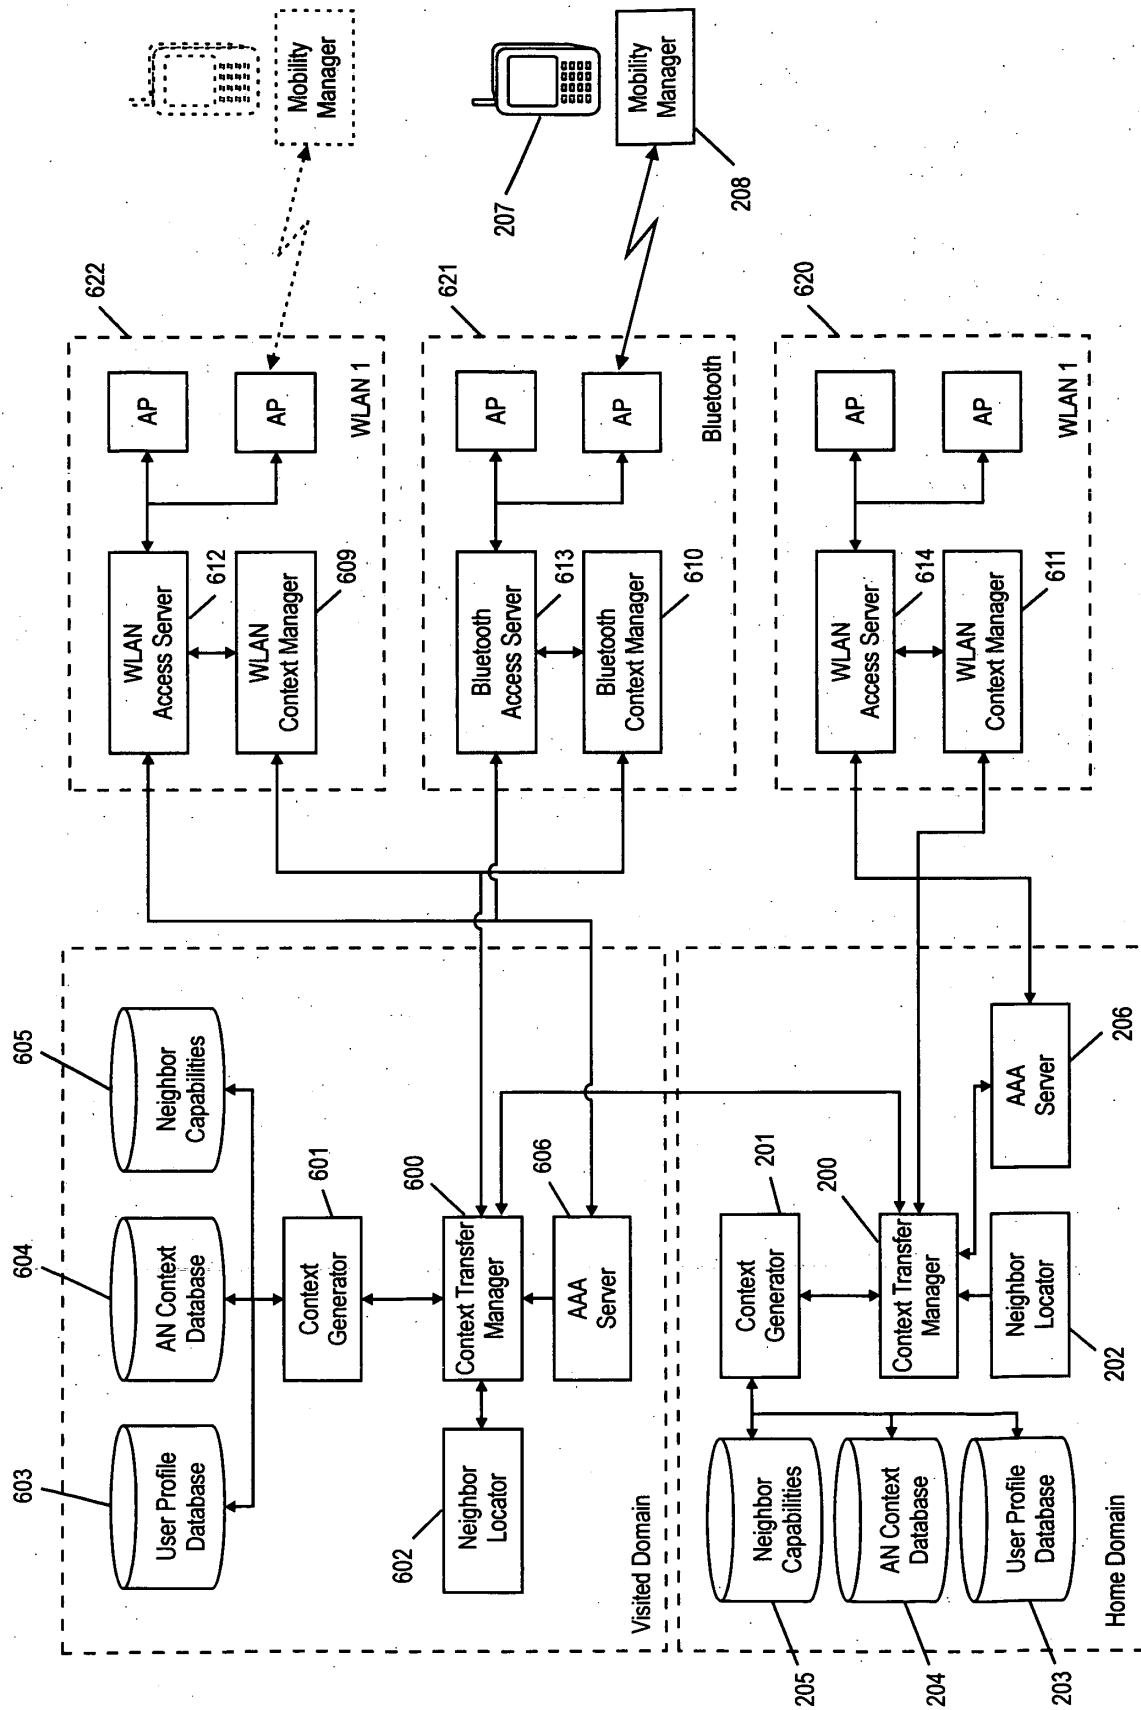 603
User Profile
Database
604
AN Context
Database
605
Neighbor
Capabilities
601
Context
Generator
602
Neighbor
Locator
600
Context Transfer
Manager
606
AAA
Server
Visited Domain
205
Neighbor
Capabilities
204
AN Context
Database
203
User Profile
Database
201
Context
Generator
200
Context Transfer
Manager
202
Neighbor
Locator
206
AAA
Server
Home Domain
622
WLAN
Access Server
612
WLAN
Context Manager
609
AP
AP
WLAN 1
621
Bluetooth
Access Server
613
Bluetooth
Context Manager
610
AP
AP
Bluetooth
620
WLAN
Access Server
614
WLAN
Context Manager
611
AP
AP
WLAN 1
Mobility
Manager
207
Mobility
Manager
208